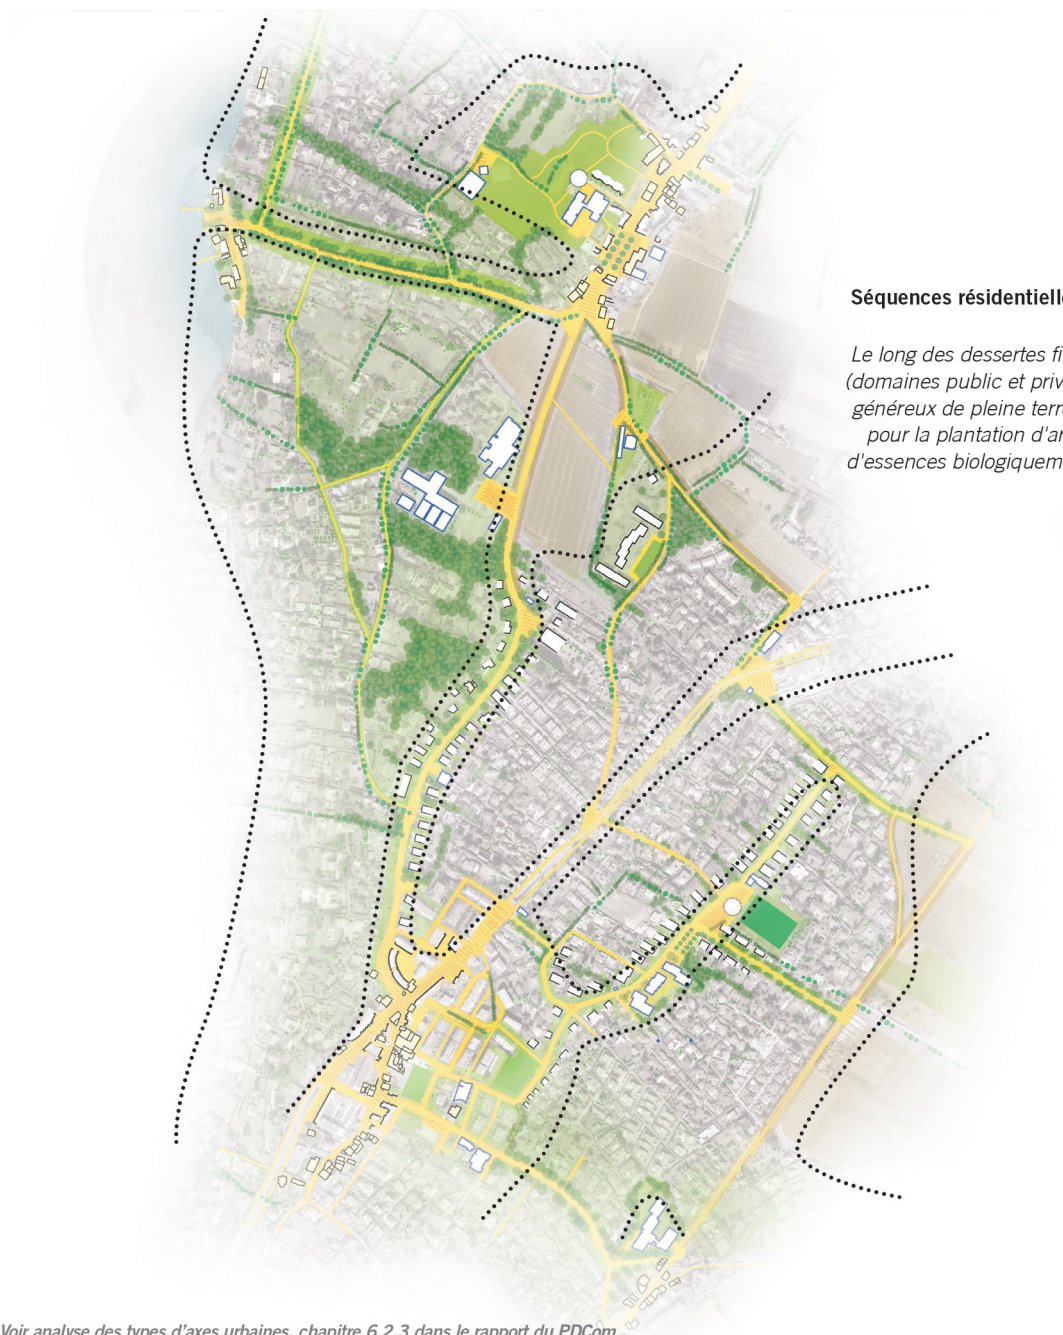 Séquences résidentielle
Le long des dessertes fi
(domaines public et priv
généreux de pleine terr
pour la plantation d'ar
d'essences biologiquem
Voir analyse des types d'axes urbaines, chapitre 6.2.3 dans le rapport du PDCom